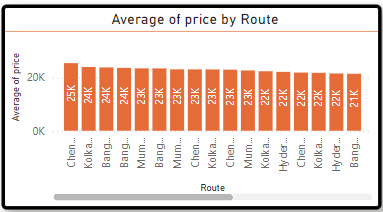 Average of price by Route
Average of price
20K
0K
25K 24K 24K 24K 23K 23K 23K 23K 23K 23K 23K 22K 22K 22K 22K 22K 21K
Chen... Kolka... Bang... Bang... Mum... Bang... Mum... Chen... Kolka... Chen... Mum... Kolka... Hyder... Chen... Kolka... Hyder... Bang...
Route